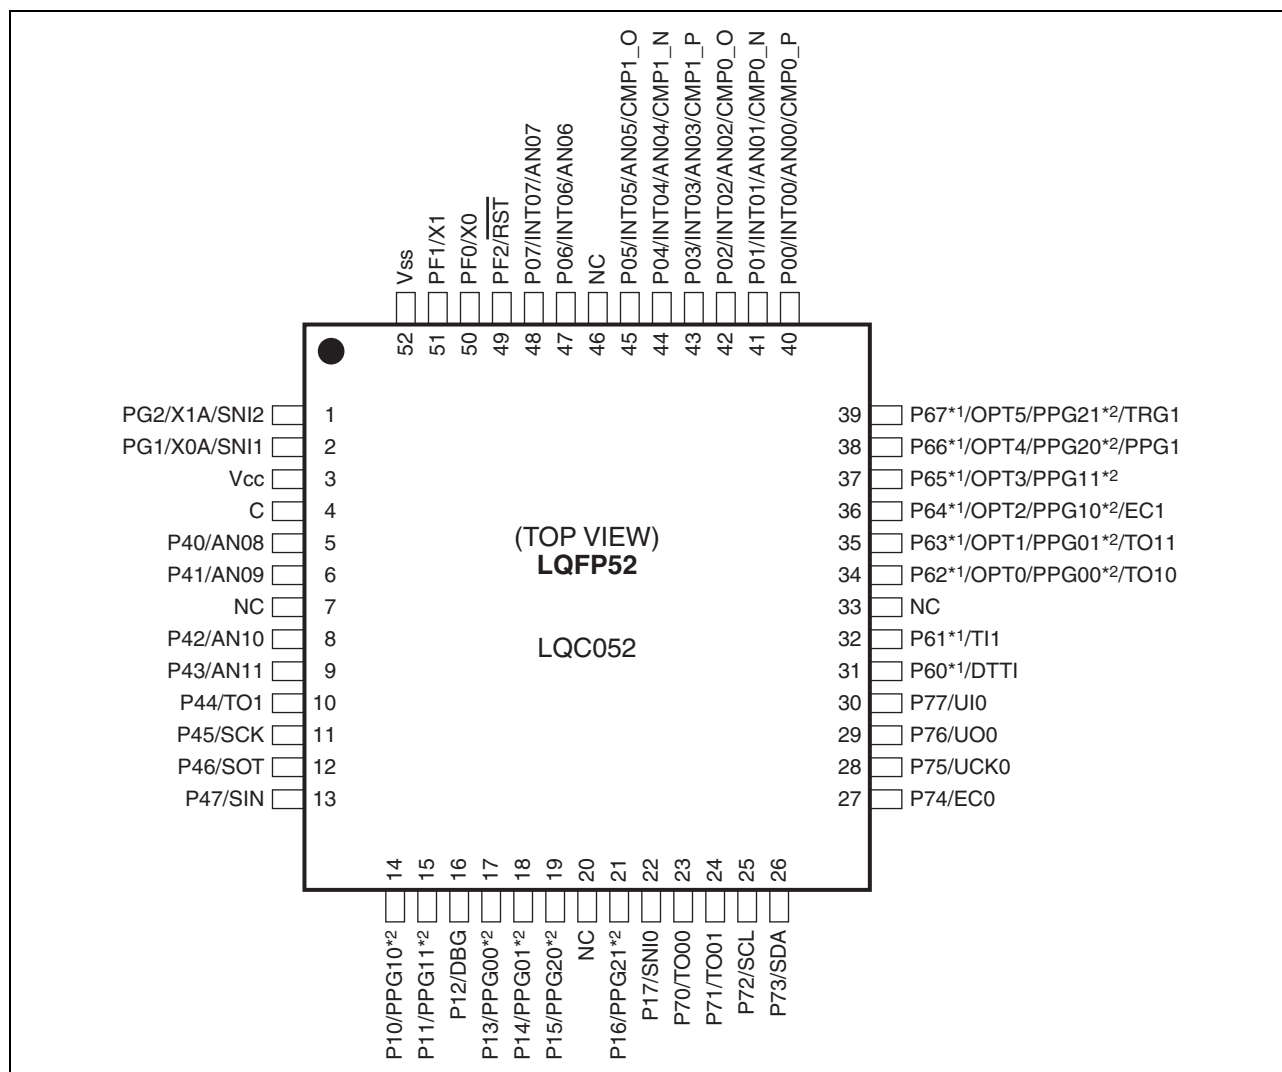 P05/INT05/AN05/CMP1_O
P04/INT04/AN04/CMP1_N
P03/INT03/AN03/CMP1_P
P02/INT02/AN02/CMP0_O
P01/INT01/AN01/CMP0_N
P00/INT00/AN00/CMP0_P
Vss
PF1/X1
PF0/X0
PF2/RST
P07/INT07/AN07
P06/INT06/AN06
NC
52
51
50
49
48
47
46
45
44
43
42
41
40
PG2/X1A/SNI2 1
PG1/X0A/SNI1 2
Vcc 3
C 4
P40/AN08 5
P41/AN09 6
NC 7
P42/AN10 8
P43/AN11 9
P44/TO1 10
P45/SCK 11
P46/SOT 12
P47/SIN 13
(TOP VIEW)
LQFP52
LQC052
39 P67*1/OPT5/PPG21*2/TRG1
38 P66*1/OPT4/PPG20*2/PPG1
37 P65*1/OPT3/PPG11*2
36 P64*1/OPT2/PPG10*2/EC1
35 P63*1/OPT1/PPG01*2/TO11
34 P62*1/OPT0/PPG00*2/TO10
33 NC
32 P61*1/TI1
31 P60*1/DTTI
30 P77/UI0
29 P76/UO0
28 P75/UCK0
27 P74/EC0
14
15
16
17
18
19
20
21
22
23
24
25
26
P10/PPG10*2
P11/PPG11*2
P12/DBG
P13/PPG00*2
P14/PPG01*2
P15/PPG20*2
NC
P16/PPG21*2
P17/SNI0
P70/TO00
P71/TO01
P72/SCL
P73/SDA